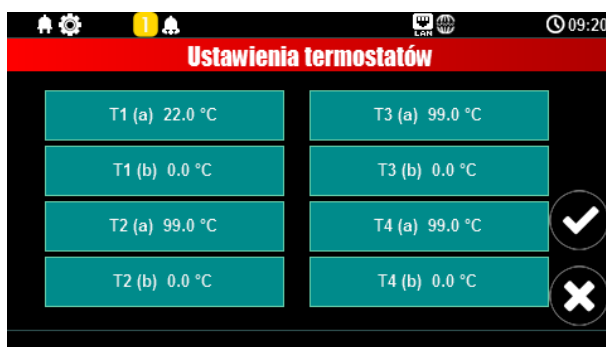 1 LAN 09:20
Ustawienia termostatów
T1 (a) 22.0 °C
T1 (b) 0.0 °C
T2 (a) 99.0 °C
T2 (b) 0.0 °C
T3 (a) 99.0 °C
T3 (b) 0.0 °C
T4 (a) 99.0 °C
T4 (b) 0.0 °C